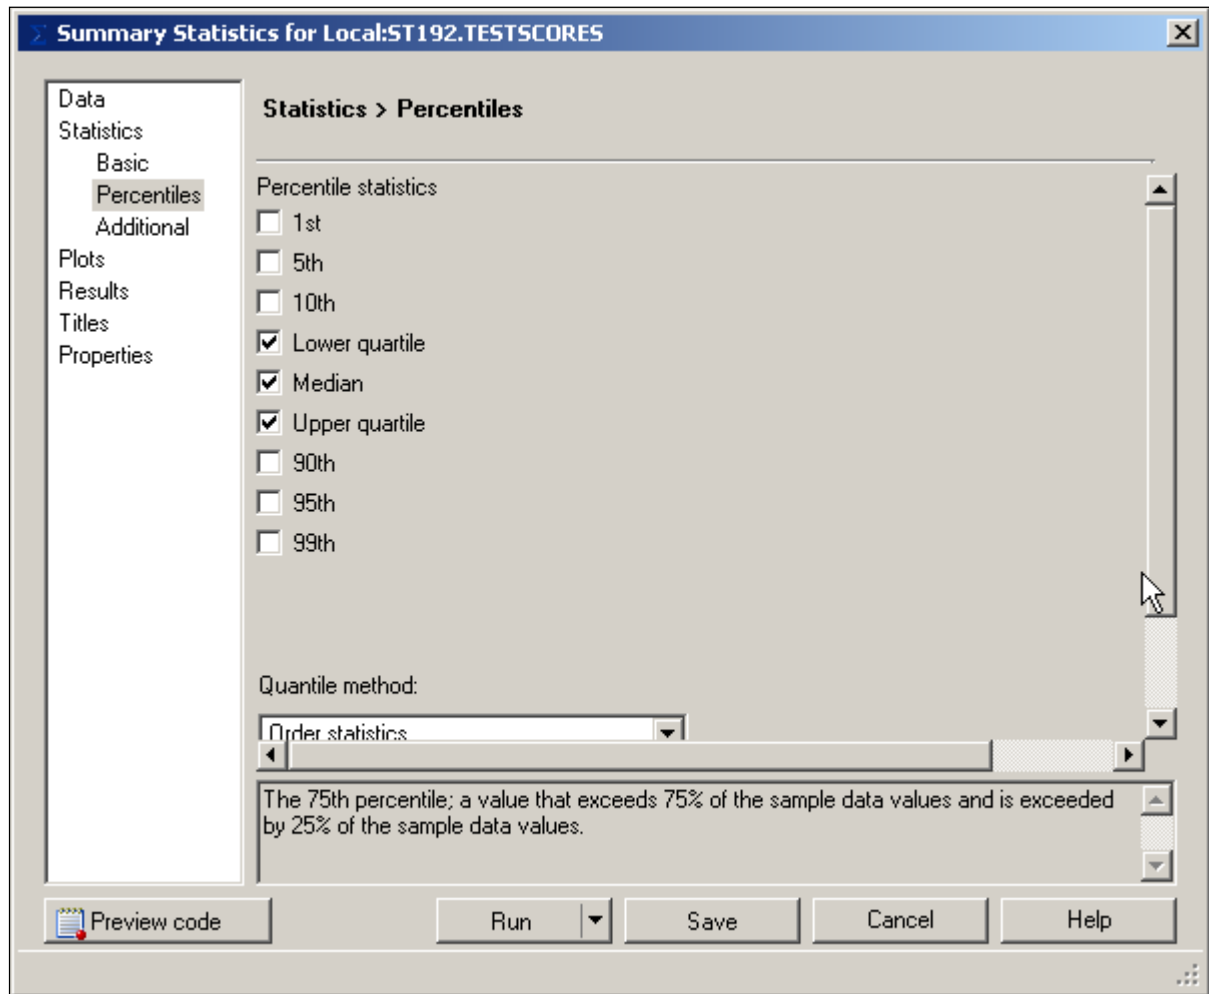 Summary Statistics for Local:ST192.TESTSCORES
Data
Statistics
Basic
Percentiles
Additional
Plots
Results
Titles
Properties
Statistics > Percentiles
Percentile statistics
1st
5th
10th
Lower quartile
Median
Upper quartile
90th
95th
99th
Quantile method:
Order statistics
The 75th percentile; a value that exceeds 75% of the sample data values and is exceeded
by 25% of the sample data values.
Preview code
Run
Save
Cancel
Help